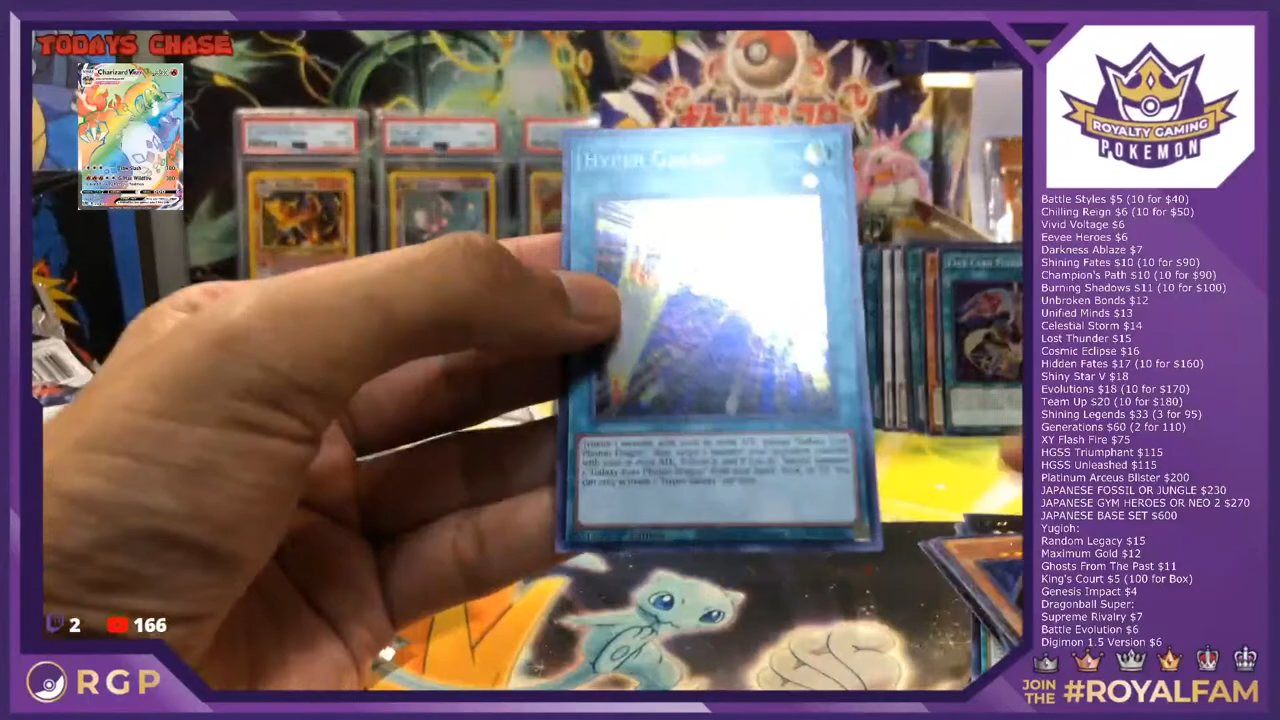 TODAYS CHASE
Charizard VMAX
Claw Slash 100
G-Max Wildfire 300
HYPER GALAXY
ROYALTY GAMING
POKEMON
Battle Styles $5 (10 for $40)
Chilling Reign $6 (10 for $50)
Vivid Voltage $6
Eevee Heroes $6
Darkness Ablaze $7
Shining Fates $10 (10 for $90)
Champion's Path $10 (10 for $90)
Burning Shadows $11 (10 for $100)
Unbroken Bonds $12
Unified Minds $13
Celestial Storm $14
Lost Thunder $15
Cosmic Eclipse $16
Hidden Fates $17 (10 for $160)
Shiny Star V $18
Evolutions $18 (10 for $170)
Team Up $20 (10 for $180)
Shining Legends $33 (3 for 95)
Generations $60 (2 for 110)
XY Flash Fire $75
HGSS Triumphant $115
HGSS Unleashed $115
Platinum Arceus Blister $200
JAPANESE FOSSIL OR JUNGLE $230
JAPANESE GYM HEROES OR NEO 2 $270
JAPANESE BASE SET $600
Yugioh:
Random Legacy $15
Maximum Gold $12
Ghosts From The Past $11
King's Court $5 (100 for Box)
Genesis Impact $4
Dragonball Super:
Supreme Rivalry $7
Battle Evolution $6
Digimon 1.5 Version $6
2
166
RGP
JOIN
THE
#ROYALFAM